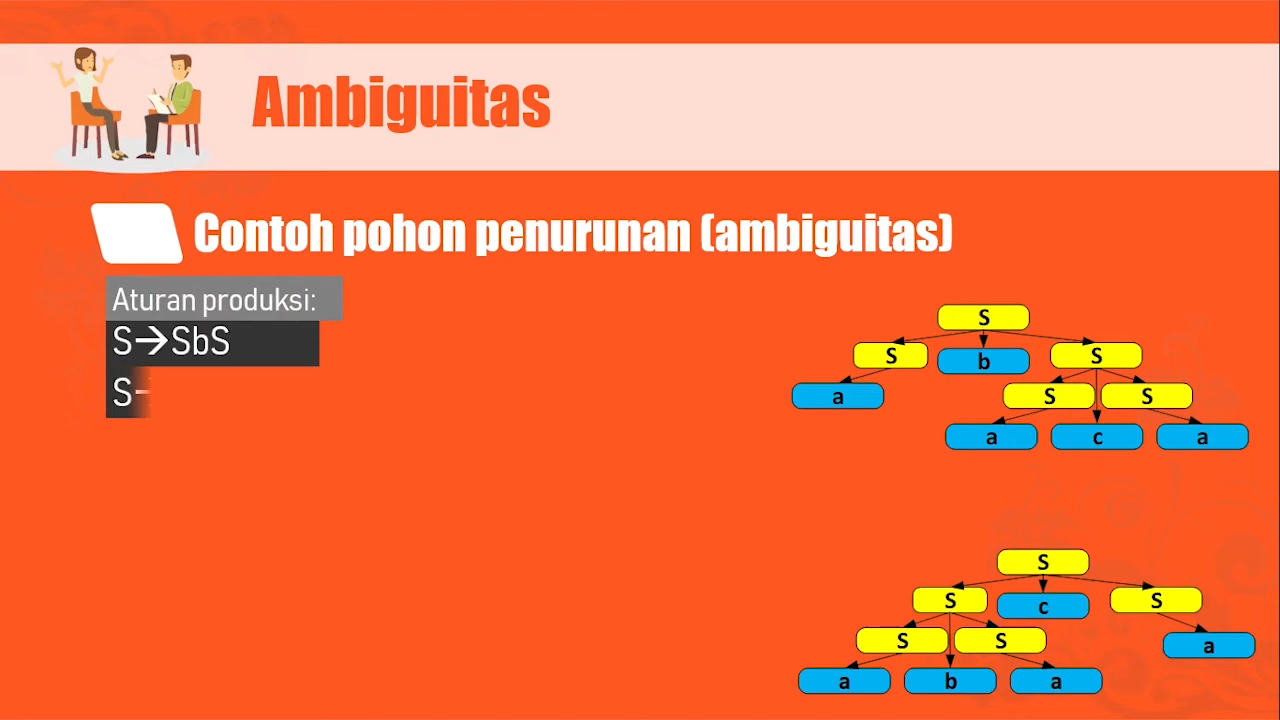 Ambiguitas
Contoh pohon penurunan (ambiguitas)
Aturan produksi:
S→SbS
S
S
S b S
a S S
a c a
S
S c S
S S a
a b a